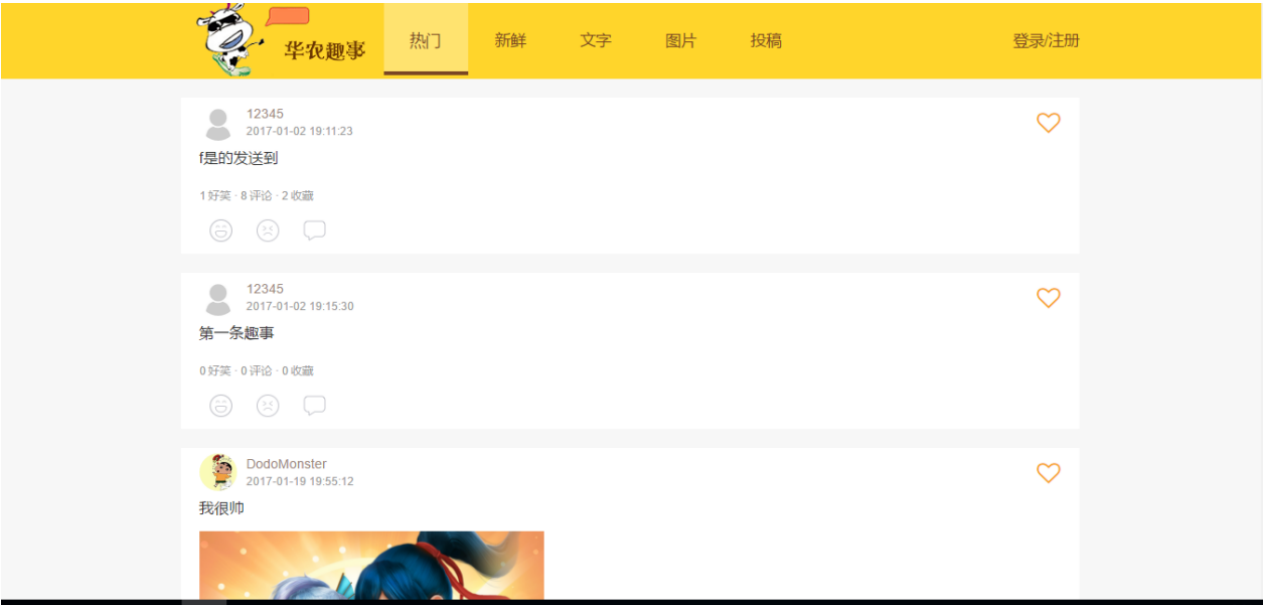 华农趣事 热门 新鲜 文字 图片 投稿 登录/注册
12345
2017-01-02 19:11:23
f是的发送到
1 好笑 · 8 评论 · 2 收藏
12345
2017-01-02 19:15:30
第一条趣事
0 好笑 · 0 评论 · 0 收藏
DodoMonster
2017-01-19 19:55:12
我很帅